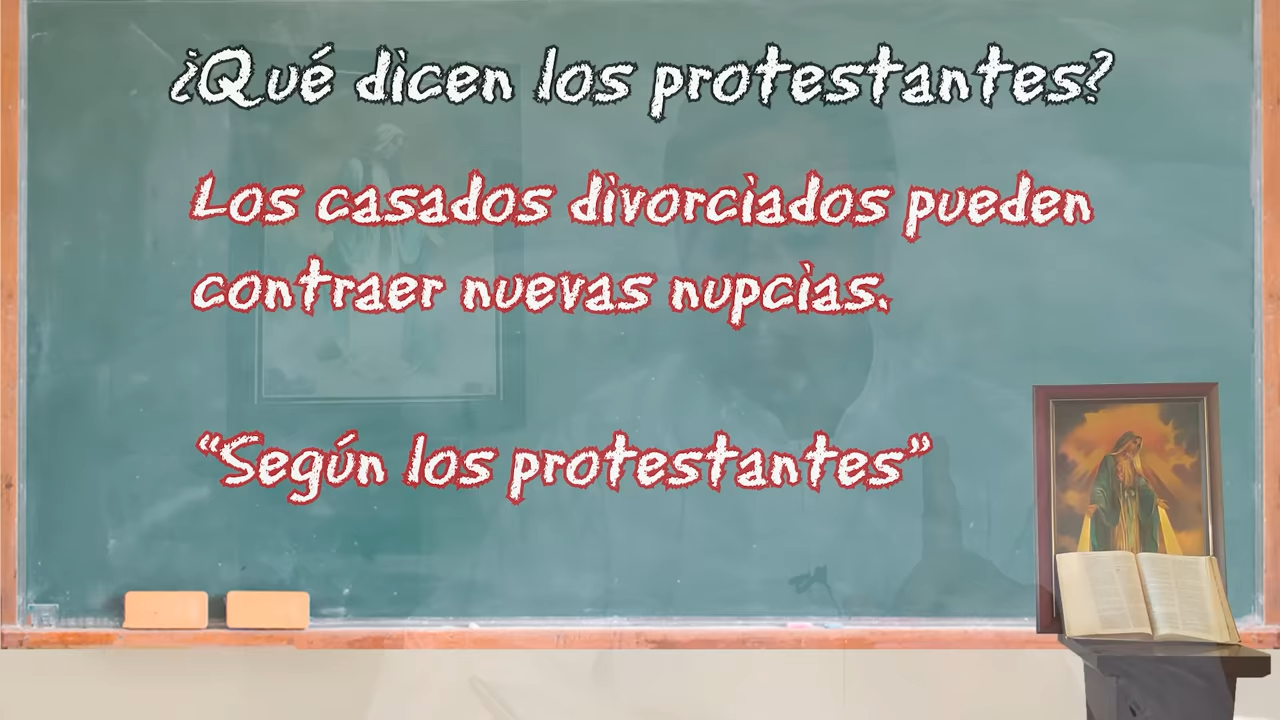 ¿Qué dicen los protestantes?
Los casados divorciados pueden
contraer nuevas nupcias.
“Según los protestantes”